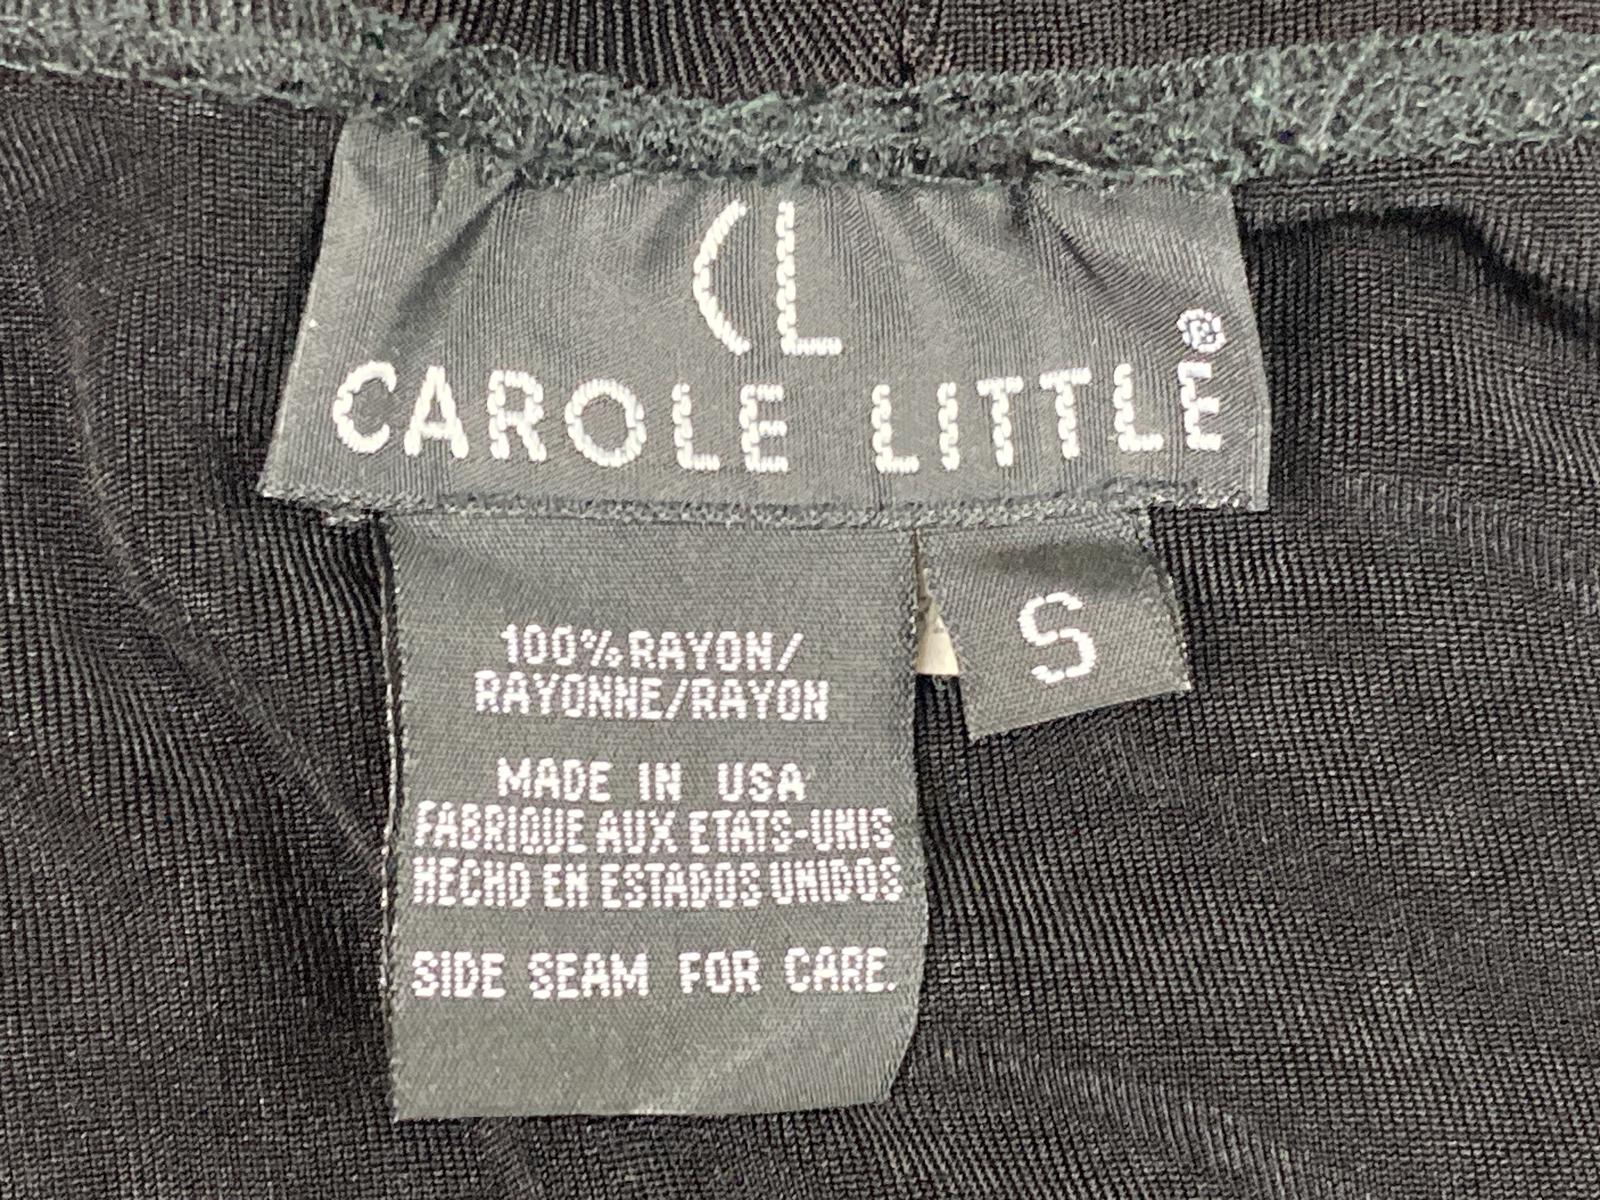 CL
CAROLE LITTLE®
S
100% RAYON/
RAYONNE/RAYON
MADE IN USA
FABRIQUE AUX ETATS-UNIS
HECHO EN ESTADOS UNIDOS
SIDE SEAM FOR CARE.